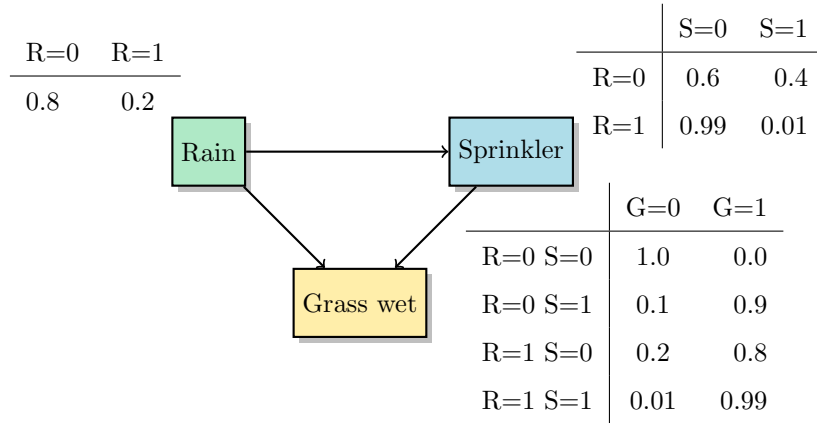 R=0 R=1
0.8 0.2
S=0 S=1
R=0 0.6 0.4
R=1 0.99 0.01
Rain
Sprinkler
Grass wet
G=0 G=1
R=0 S=0 1.0 0.0
R=0 S=1 0.1 0.9
R=1 S=0 0.2 0.8
R=1 S=1 0.01 0.99